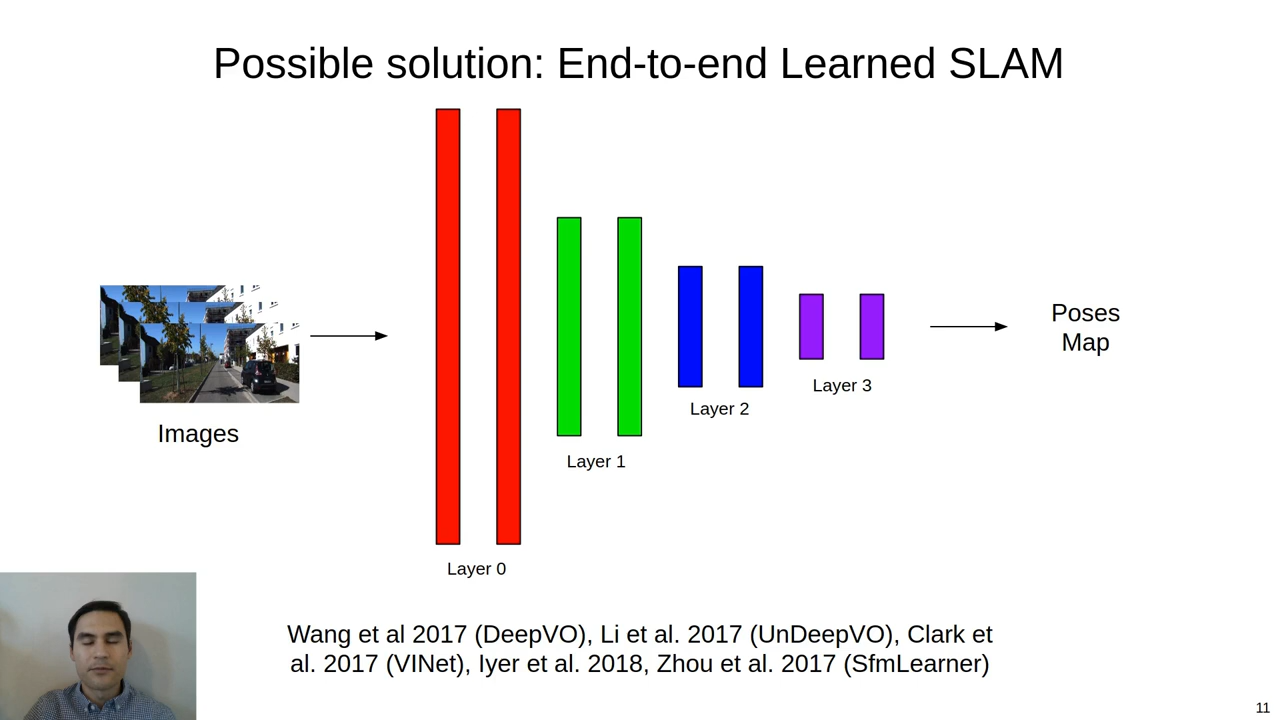 Possible solution: End-to-end Learned SLAM
Images
Layer 0
Layer 1
Layer 2
Layer 3
Poses
Map
Wang et al 2017 (DeepVO), Li et al. 2017 (UnDeepVO), Clark et
al. 2017 (VINet), Iyer et al. 2018, Zhou et al. 2017 (SfmLearner)
11